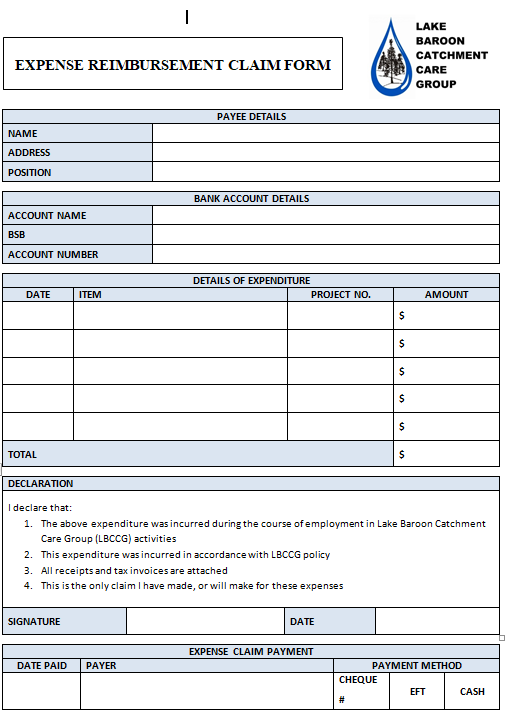 LAKE
BAROON
CATCHMENT
CARE
GROUP
EXPENSE REIMBURSEMENT CLAIM FORM
PAYEE DETAILS
NAME
ADDRESS
POSITION
BANK ACCOUNT DETAILS
ACCOUNT NAME
BSB
ACCOUNT NUMBER
DETAILS OF EXPENDITURE
DATE ITEM PROJECT NO. AMOUNT
$
$
$
$
$
TOTAL $
DECLARATION
I declare that:
1. The above expenditure was incurred during the course of employment in Lake Baroon Catchment
Care Group (LBCCG) activities
2. This expenditure was incurred in accordance with LBCCG policy
3. All receipts and tax invoices are attached
4. This is the only claim I have made, or will make for these expenses
SIGNATURE DATE
EXPENSE CLAIM PAYMENT
DATE PAID PAYER PAYMENT METHOD
CHEQUE
# EFT CASH